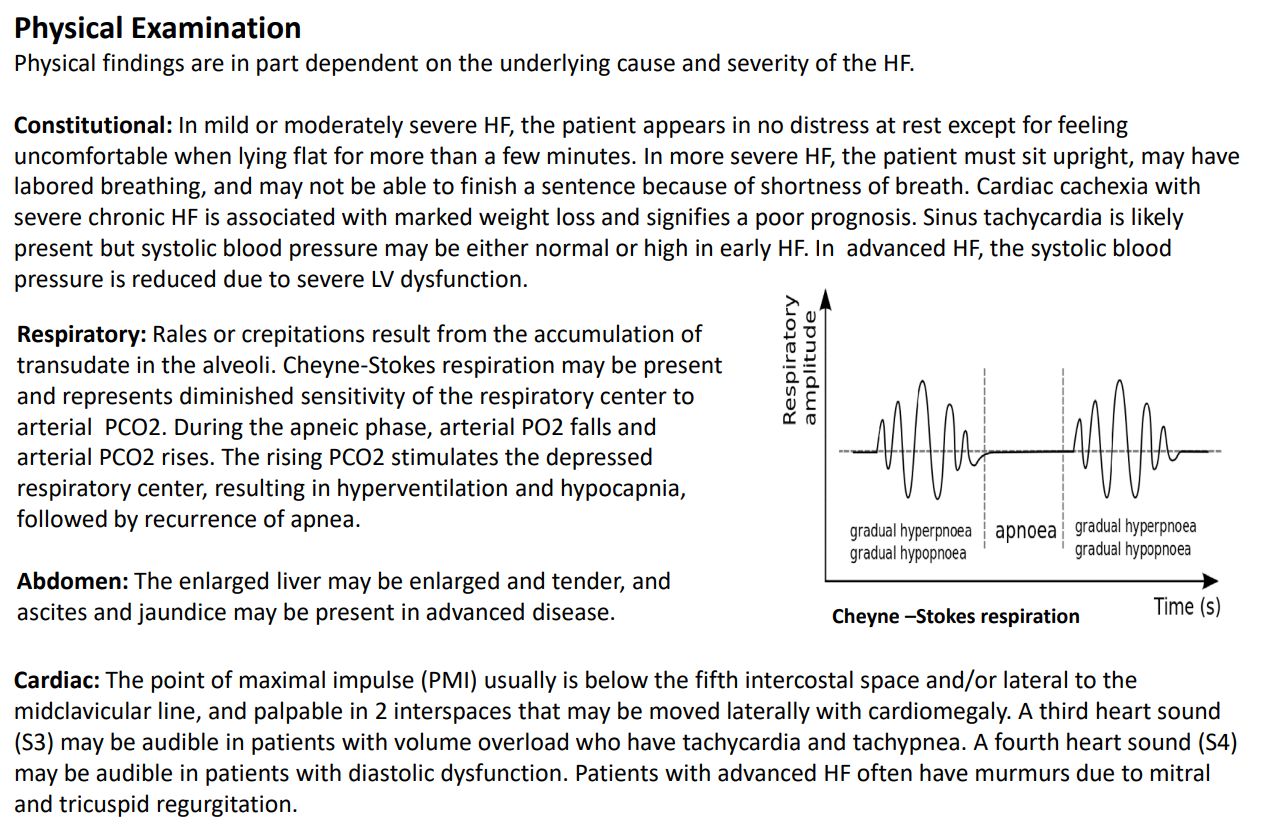 Physical Examination
Physical findings are in part dependent on the underlying cause and severity of the HF.
Constitutional: In mild or moderately severe HF, the patient appears in no distress at rest except for feeling
uncomfortable when lying flat for more than a few minutes. In more severe HF, the patient must sit upright, may have
labored breathing, and may not be able to finish a sentence because of shortness of breath. Cardiac cachexia with
severe chronic HF is associated with marked weight loss and signifies a poor prognosis. Sinus tachycardia is likely
present but systolic blood pressure may be either normal or high in early HF. In  advanced HF, the systolic blood
pressure is reduced due to severe LV dysfunction.
Respiratory: Rales or crepitations result from the accumulation of
transudate in the alveoli. Cheyne-Stokes respiration may be present
and represents diminished sensitivity of the respiratory center to
arterial  PCO2. During the apneic phase, arterial PO2 falls and
arterial PCO2 rises. The rising PCO2 stimulates the depressed
respiratory center, resulting in hyperventilation and hypocapnia,
followed by recurrence of apnea.
Abdomen: The enlarged liver may be enlarged and tender, and
ascites and jaundice may be present in advanced disease.
Respiratory
amplitude
gradual hyperpnoea
gradual hypopnoea
apnoea
gradual hyperpnoea
gradual hypopnoea
Time (s)
Cheyne –Stokes respiration
Cardiac: The point of maximal impulse (PMI) usually is below the fifth intercostal space and/or lateral to the
midclavicular line, and palpable in 2 interspaces that may be moved laterally with cardiomegaly. A third heart sound
(S3) may be audible in patients with volume overload who have tachycardia and tachypnea. A fourth heart sound (S4)
may be audible in patients with diastolic dysfunction. Patients with advanced HF often have murmurs due to mitral
and tricuspid regurgitation.